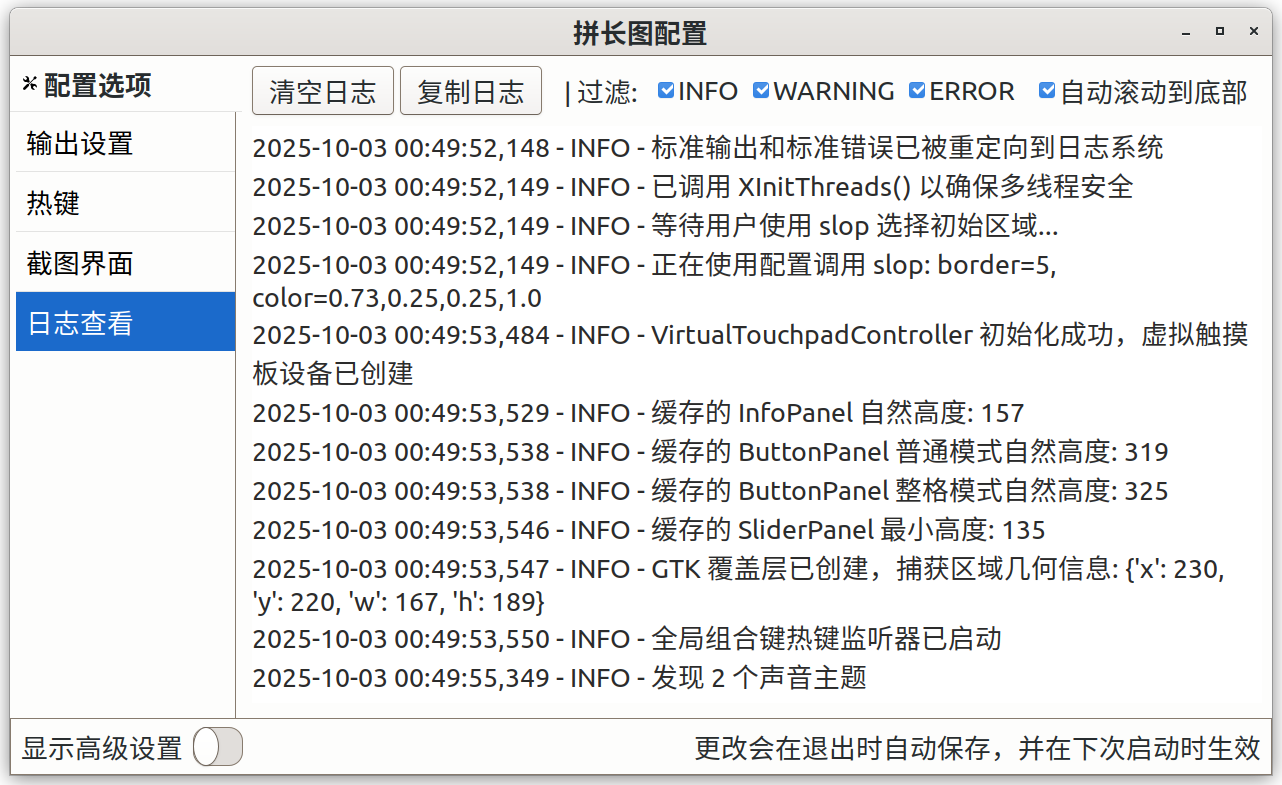 拼长图配置
配置选项
输出设置
热键
截图界面
日志查看
清空日志 复制日志 | 过滤: INFO WARNING ERROR 自动滚动到底部
2025-10-03 00:49:52,148 - INFO - 标准输出和标准错误已被重定向到日志系统
2025-10-03 00:49:52,149 - INFO - 已调用 XInitThreads() 以确保多线程安全
2025-10-03 00:49:52,149 - INFO - 等待用户使用 slop 选择初始区域...
2025-10-03 00:49:52,149 - INFO - 正在使用配置调用 slop: border=5,
color=0.73,0.25,0.25,1.0
2025-10-03 00:49:53,484 - INFO - VirtualTouchpadController 初始化成功，虚拟触摸
板设备已创建
2025-10-03 00:49:53,529 - INFO - 缓存的 InfoPanel 自然高度: 157
2025-10-03 00:49:53,538 - INFO - 缓存的 ButtonPanel 普通模式自然高度: 319
2025-10-03 00:49:53,538 - INFO - 缓存的 ButtonPanel 整格模式自然高度: 325
2025-10-03 00:49:53,546 - INFO - 缓存的 SliderPanel 最小高度: 135
2025-10-03 00:49:53,547 - INFO - GTK 覆盖层已创建，捕获区域几何信息: {'x': 230,
'y': 220, 'w': 167, 'h': 189}
2025-10-03 00:49:53,550 - INFO - 全局组合键热键监听器已启动
2025-10-03 00:49:55,349 - INFO - 发现 2 个声音主题
显示高级设置
更改会在退出时自动保存，并在下次启动时生效